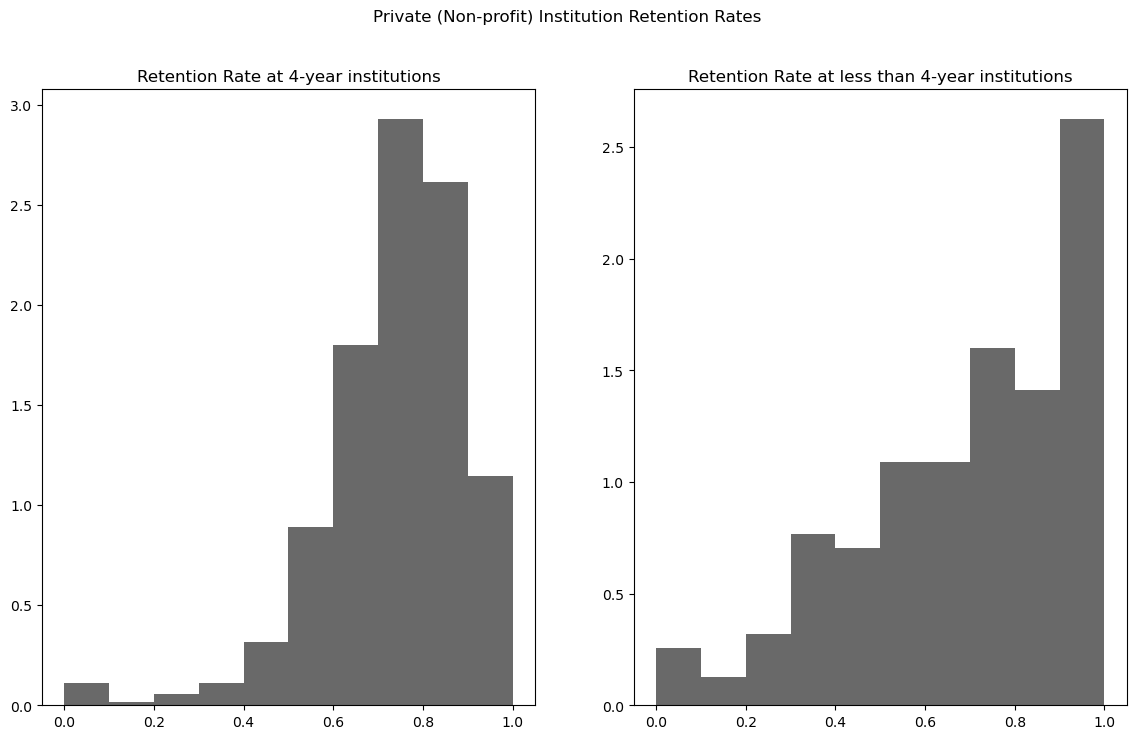 Private (Non-profit) Institution Retention Rates
Retention Rate at 4-year institutions
3.0
2.5
2.0
1.5
1.0
0.5
0.0
0.0 0.2 0.4 0.6 0.8 1.0
Retention Rate at less than 4-year institutions
2.5
2.0
1.5
1.0
0.5
0.0
0.0 0.2 0.4 0.6 0.8 1.0